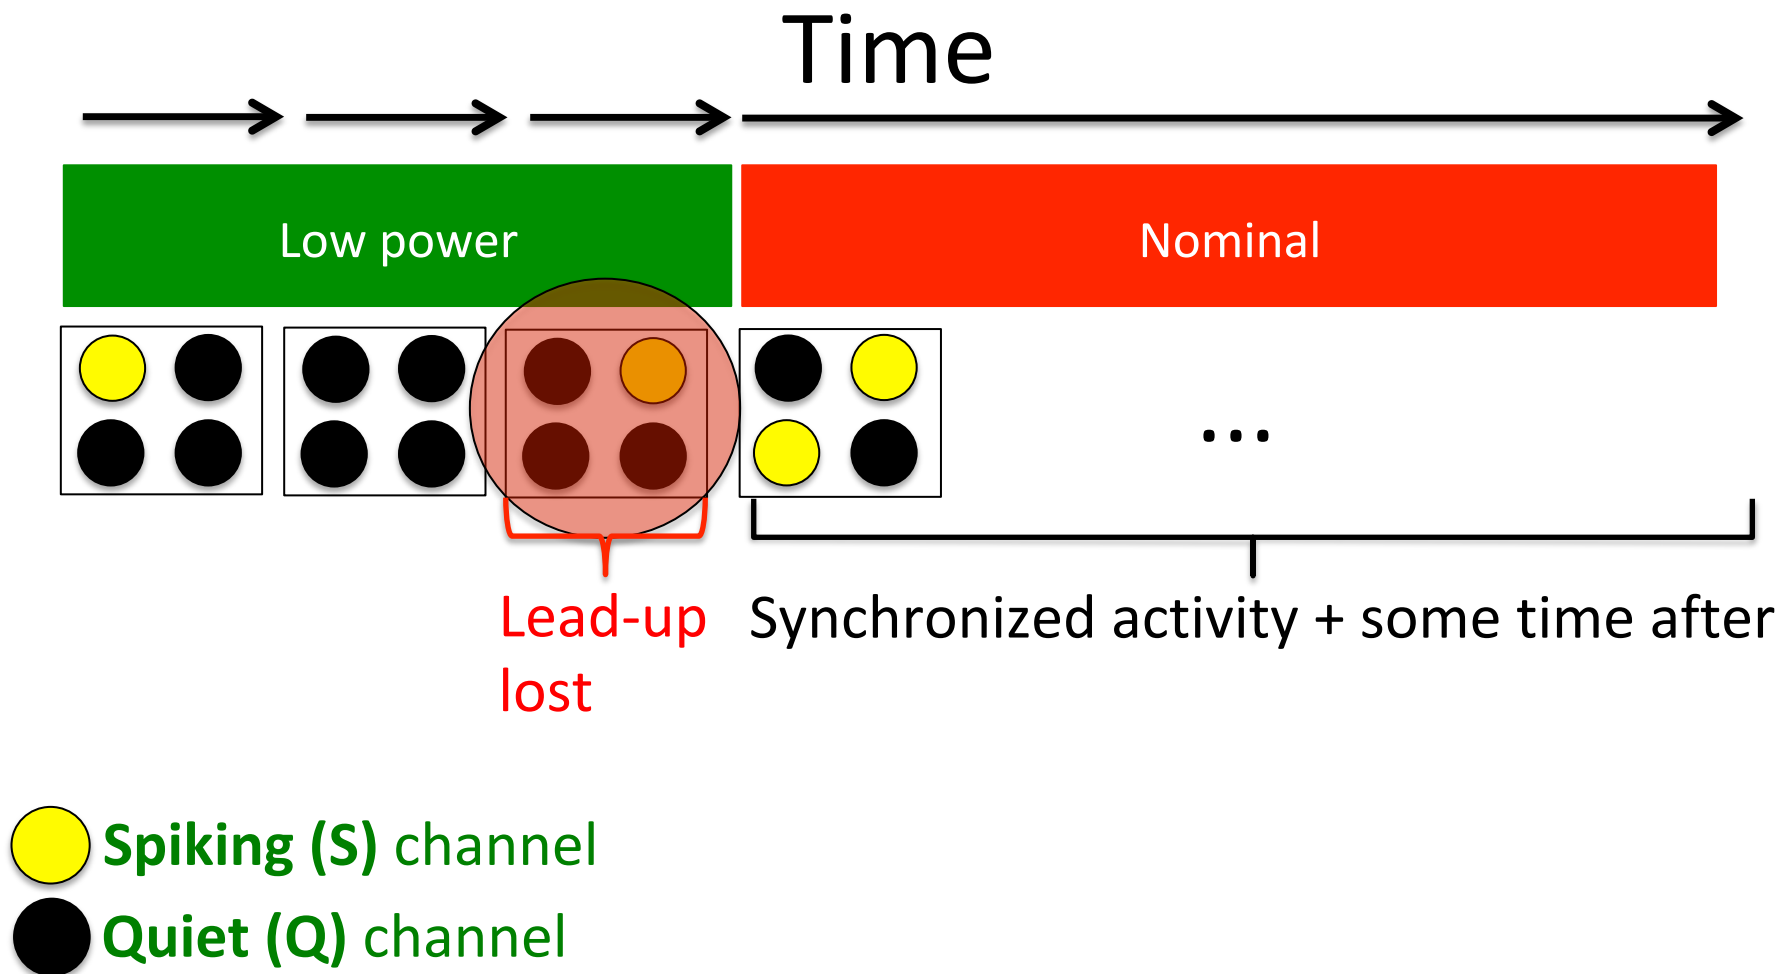 Time
Low power
Nominal
...
Lead-up
lost
Synchronized activity + some time after
Spiking (S) channel
Quiet (Q) channel